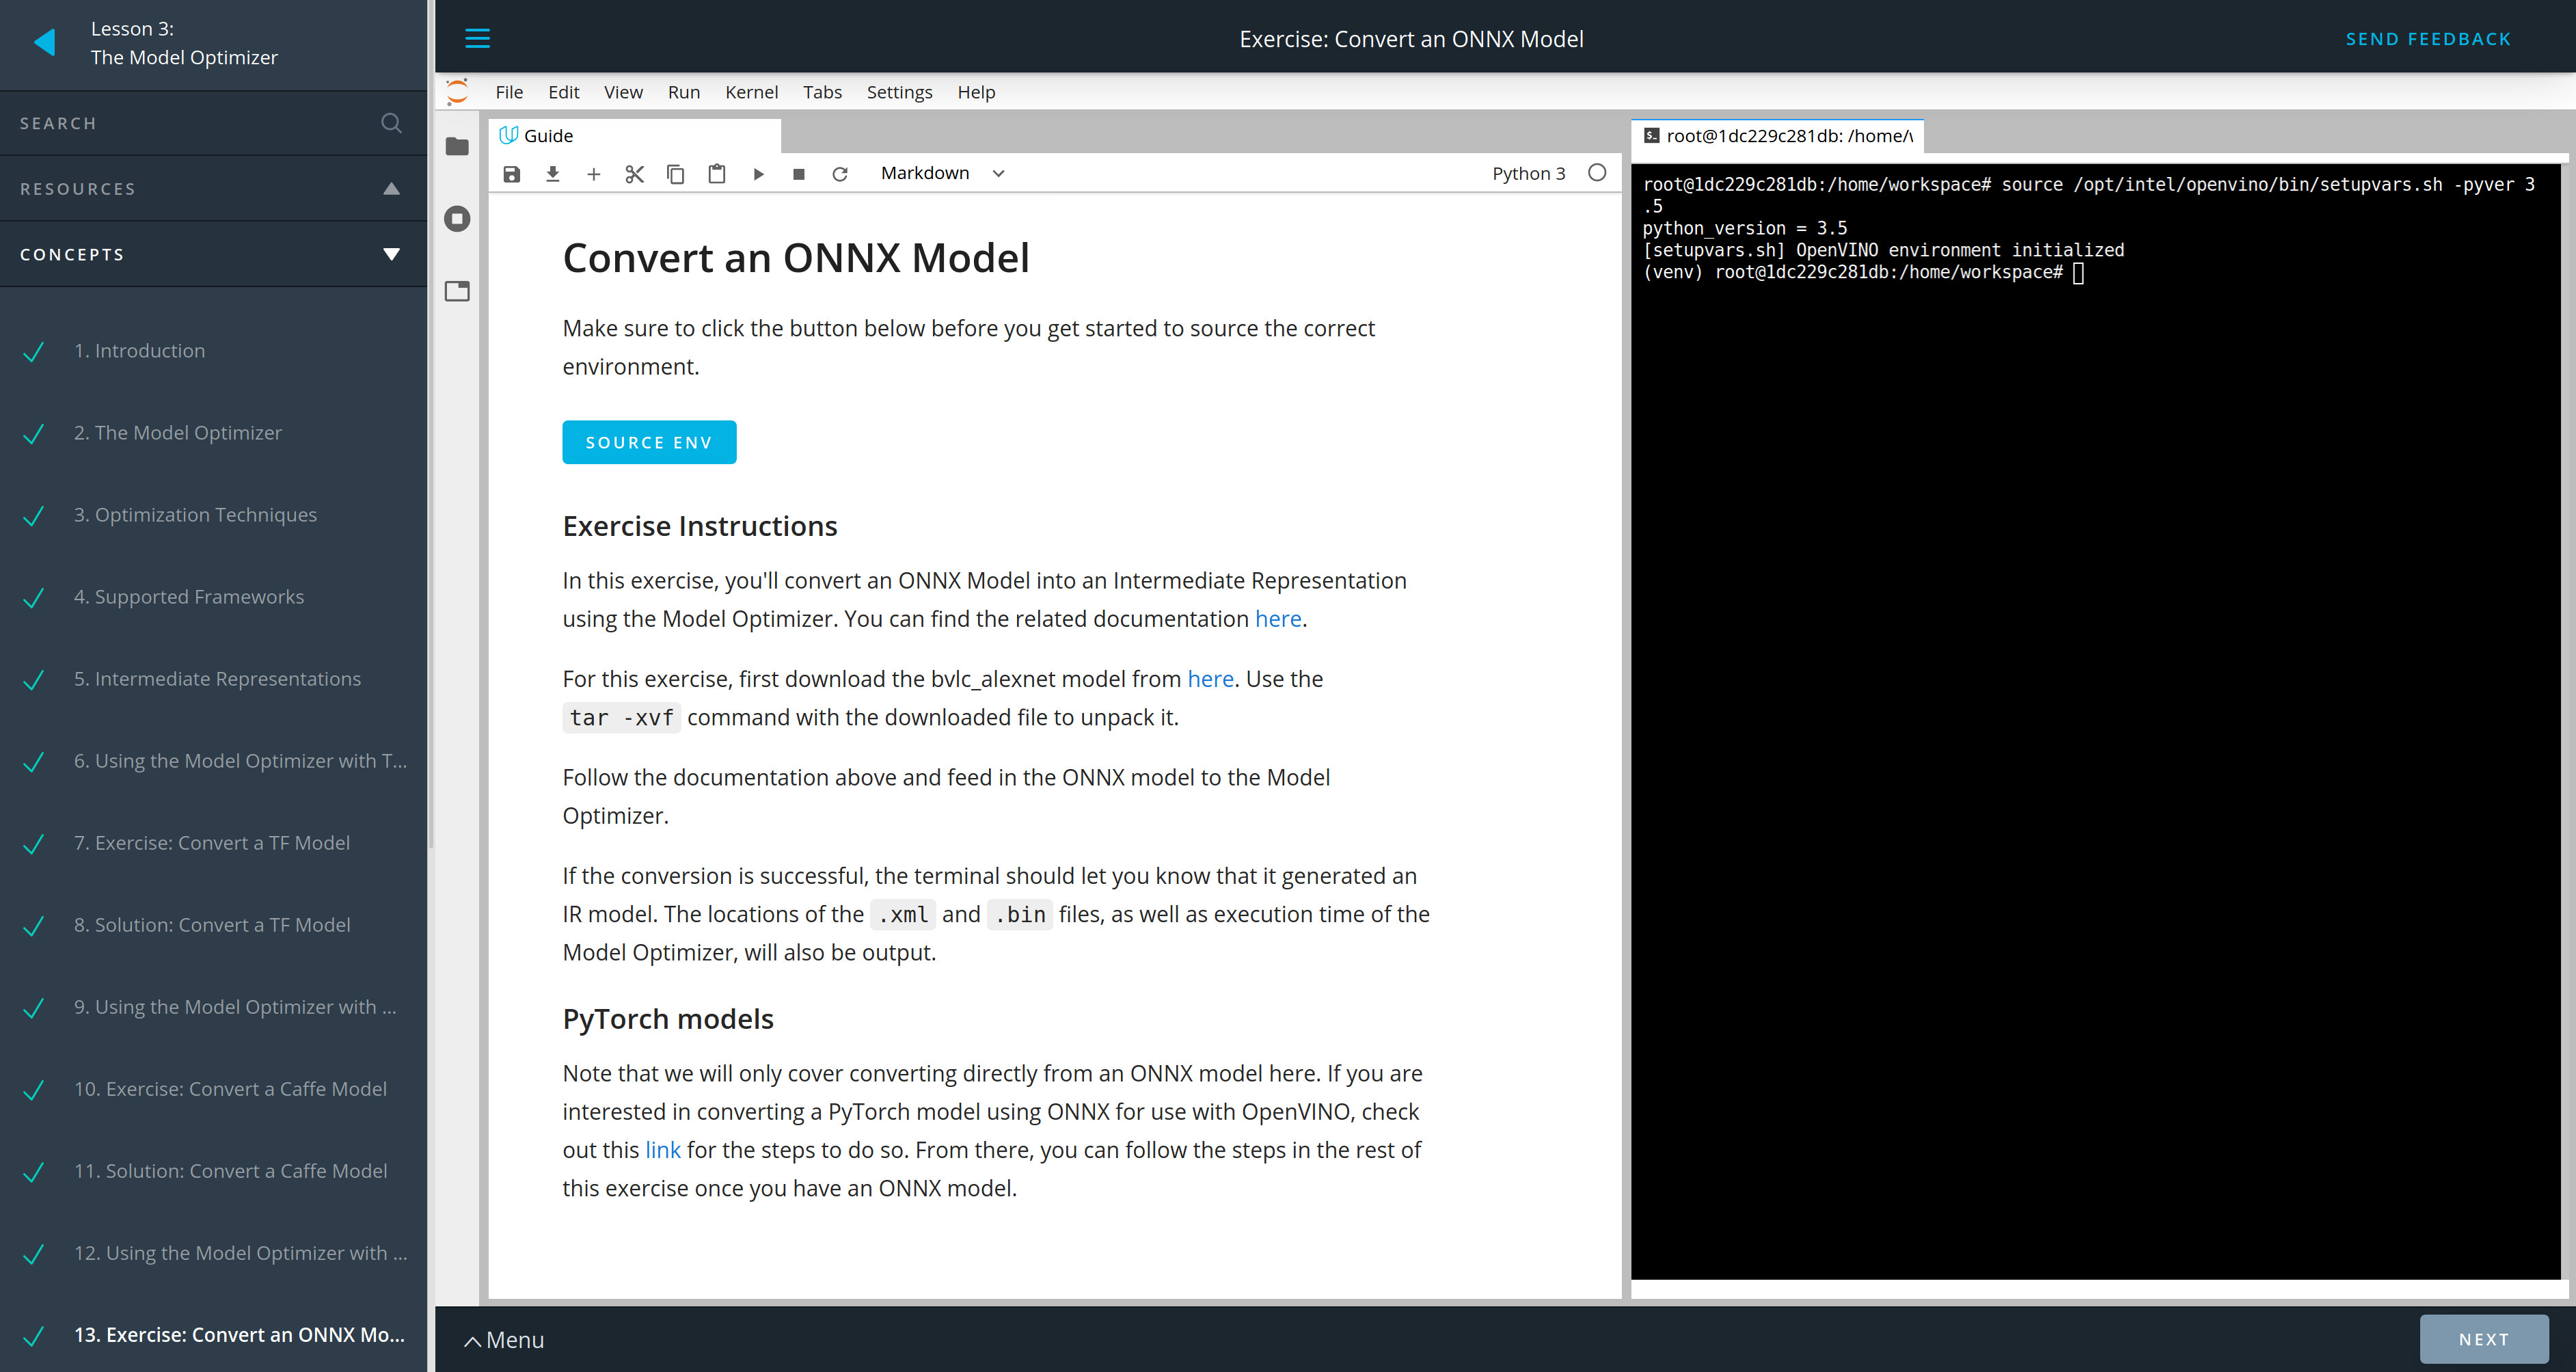 Lesson 3:
The Model Optimizer
SEARCH
RESOURCES
CONCEPTS
1. Introduction
2. The Model Optimizer
3. Optimization Techniques
4. Supported Frameworks
5. Intermediate Representations
6. Using the Model Optimizer with T...
7. Exercise: Convert a TF Model
8. Solution: Convert a TF Model
9. Using the Model Optimizer with ...
10. Exercise: Convert a Caffe Model
11. Solution: Convert a Caffe Model
12. Using the Model Optimizer with ...
13. Exercise: Convert an ONNX Mo...
Exercise: Convert an ONNX Model
SEND FEEDBACK
File Edit View Run Kernel Tabs Settings Help
Guide
Markdown
Python 3
Convert an ONNX Model
Make sure to click the button below before you get started to source the correct
environment.
SOURCE ENV
Exercise Instructions
In this exercise, you'll convert an ONNX Model into an Intermediate Representation
using the Model Optimizer. You can find the related documentation here.
For this exercise, first download the bvlc_alexnet model from here. Use the
tar -xvf command with the downloaded file to unpack it.
Follow the documentation above and feed in the ONNX model to the Model
Optimizer.
If the conversion is successful, the terminal should let you know that it generated an
IR model. The locations of the .xml and .bin files, as well as execution time of the
Model Optimizer, will also be output.
PyTorch models
Note that we will only cover converting directly from an ONNX model here. If you are
interested in converting a PyTorch model using ONNX for use with OpenVINO, check
out this link for the steps to do so. From there, you can follow the steps in the rest of
this exercise once you have an ONNX model.
root@1dc229c281db: /home/
root@1dc229c281db:/home/workspace# source /opt/intel/openvino/bin/setupvars.sh -pyver 3
.5
python_version = 3.5
[setupvars.sh] OpenVINO environment initialized
(venv) root@1dc229c281db:/home/workspace#
Menu
NEXT